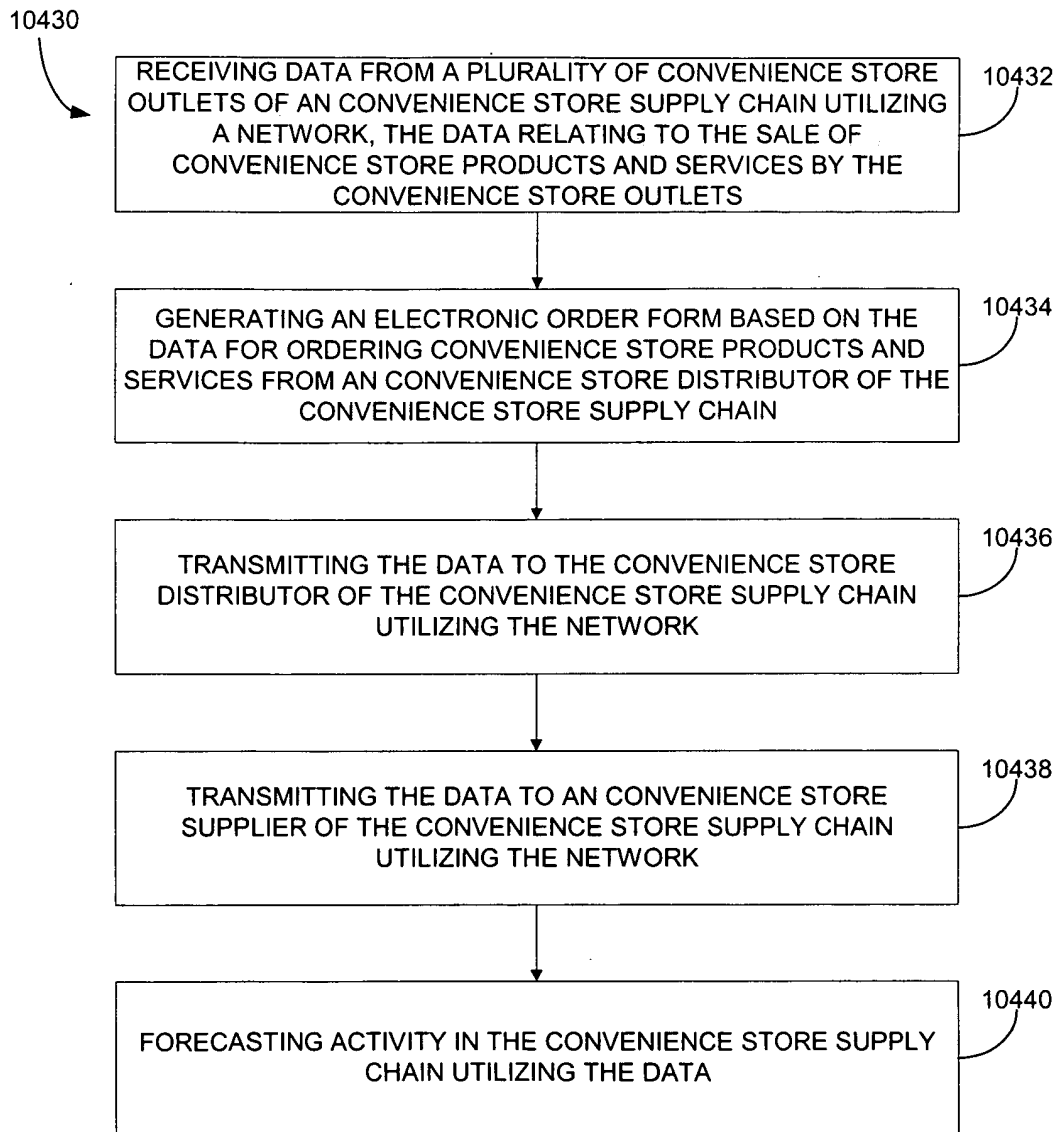 10430
RECEIVING DATA FROM A PLURALITY OF CONVENIENCE STORE
OUTLETS OF AN CONVENIENCE STORE SUPPLY CHAIN UTILIZING
A NETWORK, THE DATA RELATING TO THE SALE OF
CONVENIENCE STORE PRODUCTS AND SERVICES BY THE
CONVENIENCE STORE OUTLETS
10432
GENERATING AN ELECTRONIC ORDER FORM BASED ON THE
DATA FOR ORDERING CONVENIENCE STORE PRODUCTS AND
SERVICES FROM AN CONVENIENCE STORE DISTRIBUTOR OF THE
CONVENIENCE STORE SUPPLY CHAIN
10434
TRANSMITTING THE DATA TO THE CONVENIENCE STORE
DISTRIBUTOR OF THE CONVENIENCE STORE SUPPLY CHAIN
UTILIZING THE NETWORK
10436
TRANSMITTING THE DATA TO AN CONVENIENCE STORE
SUPPLIER OF THE CONVENIENCE STORE SUPPLY CHAIN
UTILIZING THE NETWORK
10438
FORECASTING ACTIVITY IN THE CONVENIENCE STORE SUPPLY
CHAIN UTILIZING THE DATA
10440